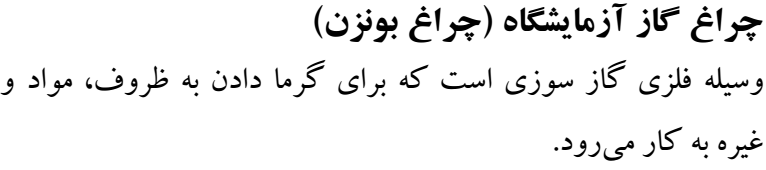 چراغ گاز آزمایشگاه (چراغ بونزن)
وسیله فلزی گاز سوزی است که برای گرما دادن به ظروف، مواد و
غیره به کار می‌رود.